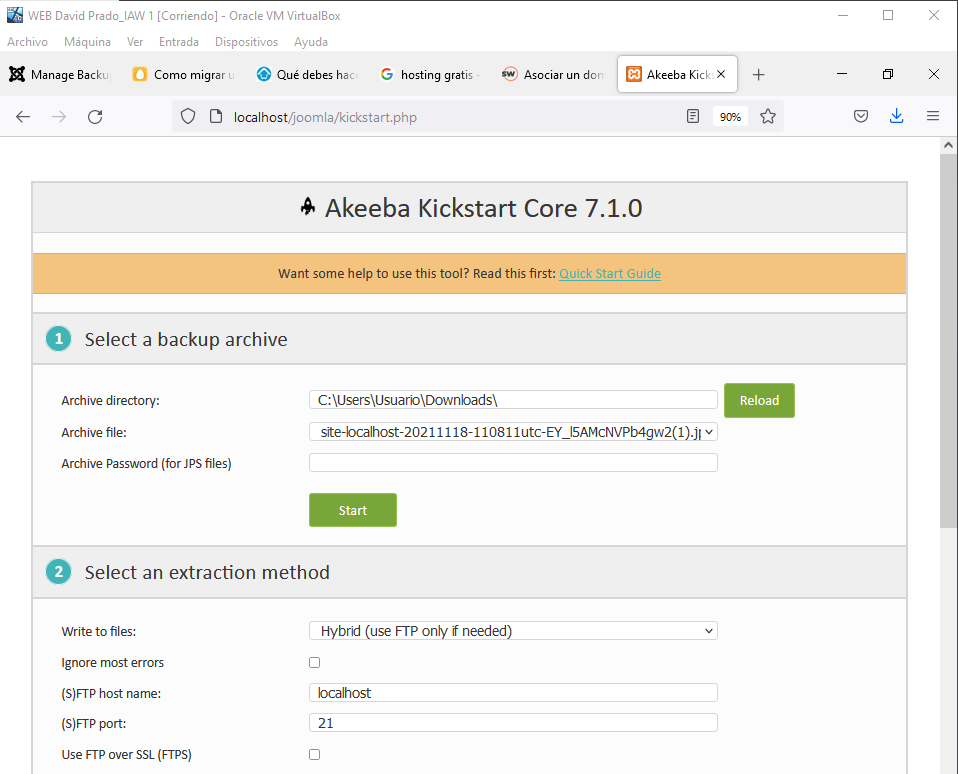 WEB David Prado_IAW 1 [Corriendo] - Oracle VM VirtualBox
Archivo Máquina Ver Entrada Dispositivos Ayuda
Manage Backu Como migrar u Qué debes hace hosting gratis - Asociar un dom Akeeba Kicks
localhost/joomla/kickstart.php 90%
Akeeba Kickstart Core 7.1.0
Want some help to use this tool? Read this first: Quick Start Guide
1 Select a backup archive
Archive directory: C:\Users\Usuario\Downloads\ Reload
Archive file: site-localhost-20211118-110811utc-EY_l5AMcNVPb4gw2(1).jp
Archive Password (for JPS files)
Start
2 Select an extraction method
Write to files: Hybrid (use FTP only if needed)
Ignore most errors
(S)FTP host name: localhost
(S)FTP port: 21
Use FTP over SSL (FTPS)